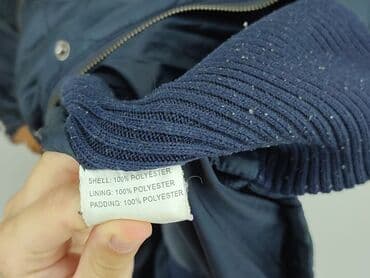 SHELL: 100% POLYESTER
LINING: 100% POLYESTER
PADDING: 100% POLYESTER